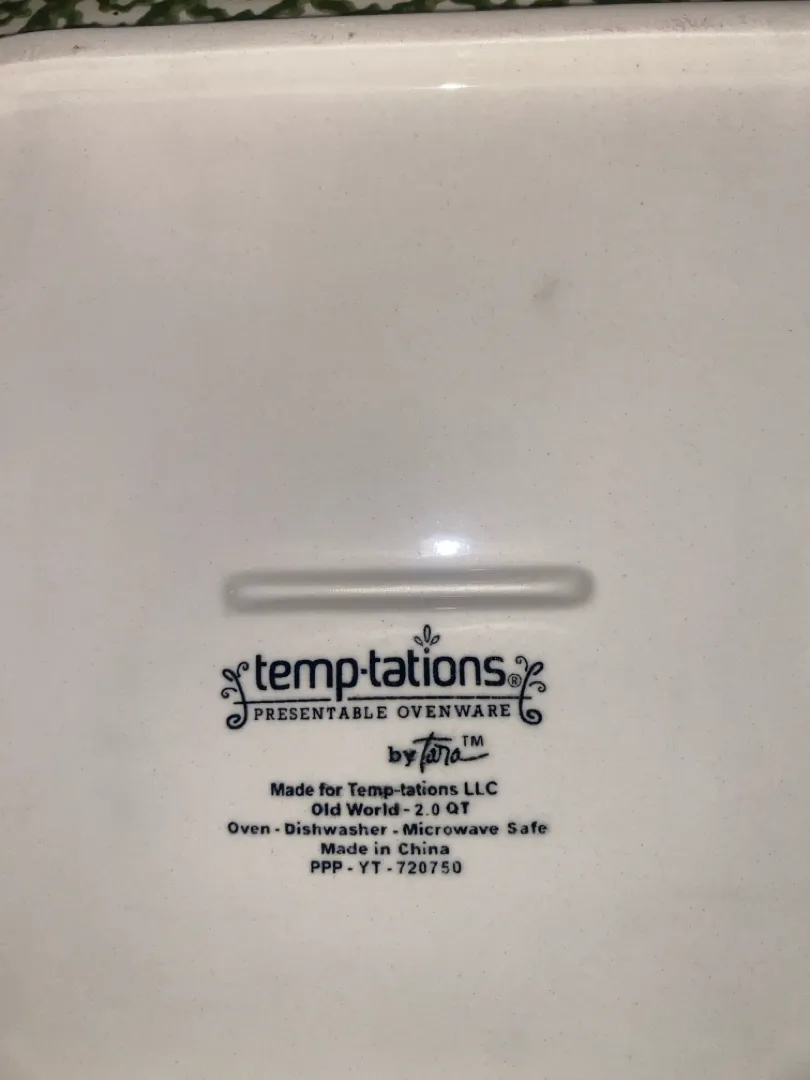 temp-tations®
PRESENTABLE OVENWARE
by Tara™
Made for Temp-tations LLC
Old World - 2.0 QT
Oven - Dishwasher - Microwave Safe
Made in China
PPP - YT - 720750